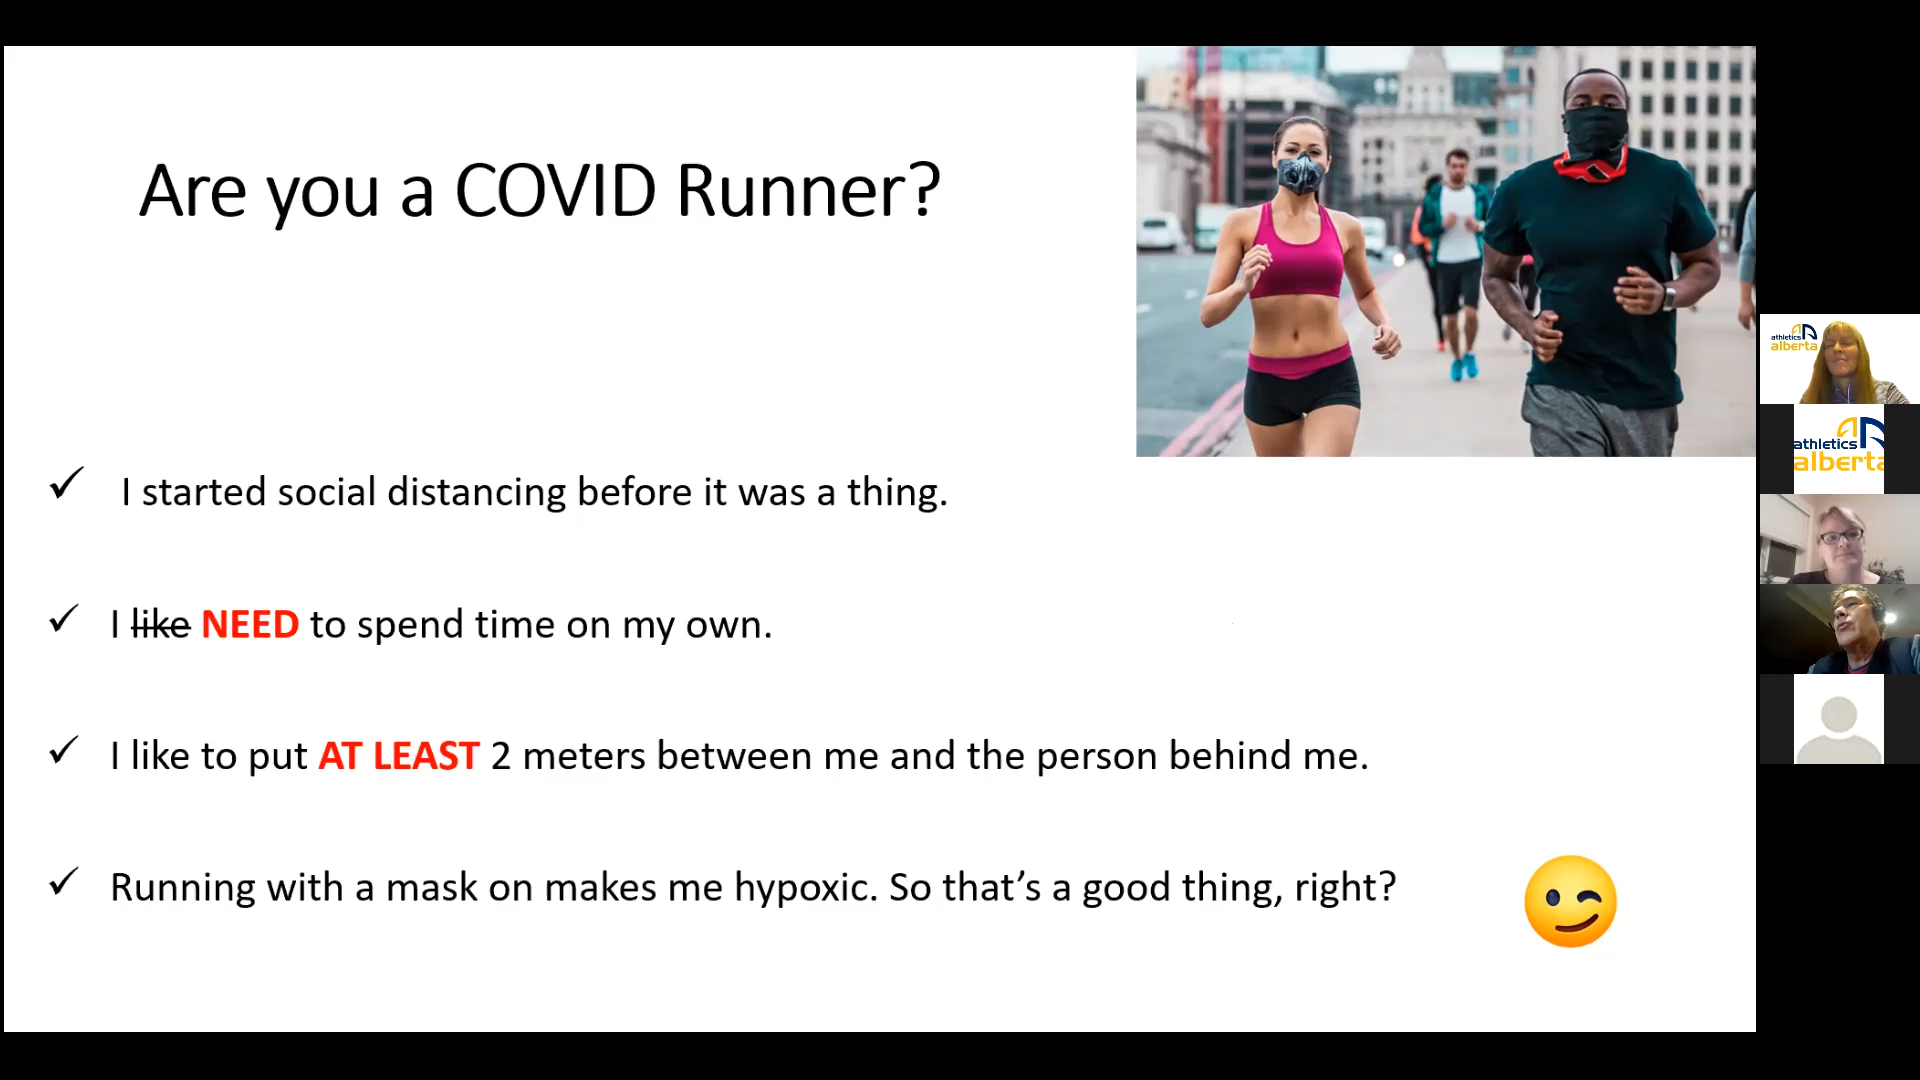 Are you a COVID Runner?
✓ I started social distancing before it was a thing.
✓ I ~~like~~ NEED to spend time on my own.
✓ I like to put AT LEAST 2 meters between me and the person behind me.
✓ Running with a mask on makes me hypoxic. So that’s a good thing, right?
athletics
alberta
athletics
alberta